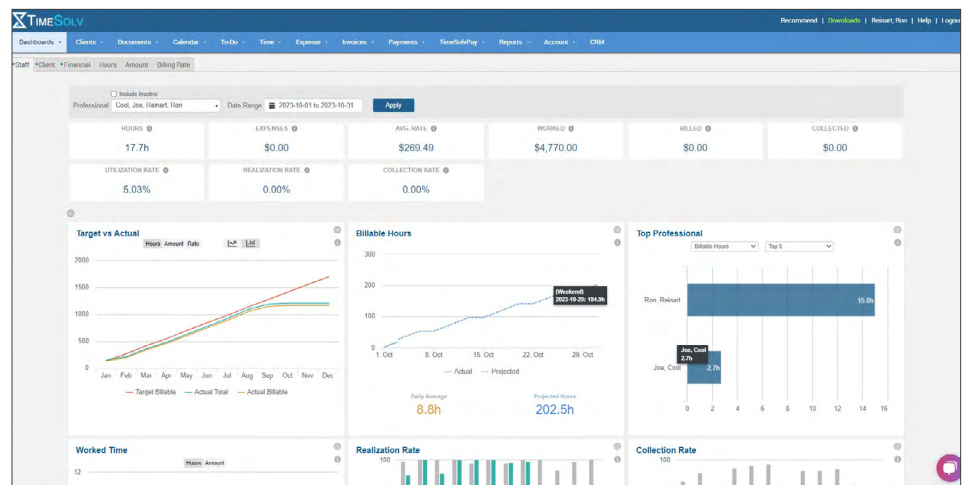 TIMESOLV
Recommend | Downloads | Reinart, Ron | Help | Logou
Dashboards Clients Documents Calendar To-Do Time Expense Invoices Payments TimeSolvPay Reports Account CRM
Staff Client Financial Hours Amount Billing Rate
Include Inactive
Professional Cool, Joe, Reinart, Ron Date Range 2023-10-01 to 2023-10-31 Apply
HOURS EXPENSES AVG. RATE WORKED BILLED COLLECTED
17.7h $0.00 $269.49 $4,770.00 $0.00 $0.00
UTILIZATION RATE REALIZATION RATE COLLECTION RATE
5.03% 0.00% 0.00%
Target vs Actual
Hours Amount Rate
2000
1500
1000
500
0
Jan Feb Mar Apr May Jun Jul Aug Sep Oct Nov Dec
Target Billable Actual Total Actual Billable
Billable Hours
300
200
100
0
(Weekend)
2023-10-29: 184.9h
1. Oct 8. Oct 15. Oct 22. Oct 29. Oct
Actual Projected
Daily Average Projected Hours
8.8h 202.5h
Top Professional
Billable Hours Top 5
Ron, Reinart 15.0h
Joe, Cool
2.7h
Joe, Cool 2.7h
0 2 4 6 8 10 12 14 16
Worked Time
Hours Amount
12
Realization Rate
100
Collection Rate
100